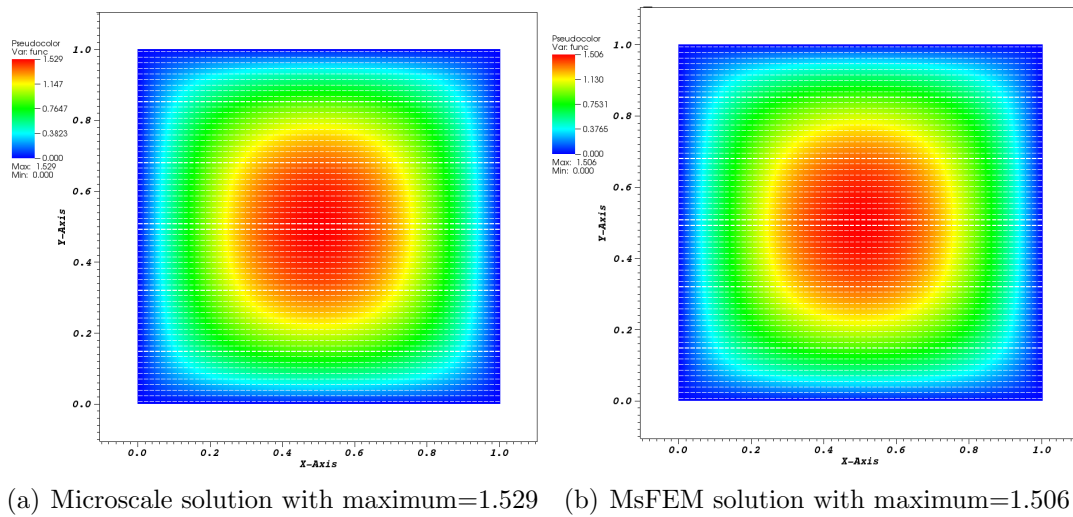 Pseudocolor
Var: func
1.529
1.147
0.7647
0.3823
0.000
Max: 1.529
Min: 0.000
1.0
0.8
0.6
0.4
0.2
0.0
Y-Axis
0.0 0.2 0.4 0.6 0.8 1.0
X-Axis
(a) Microscale solution with maximum=1.529
Pseudocolor
Var: func
1.506
1.130
0.7531
0.3765
0.000
Max: 1.506
Min: 0.000
1.0
0.8
0.6
0.4
0.2
0.0
Y-Axis
0.0 0.2 0.4 0.6 0.8 1.0
X-Axis
(b) MsFEM solution with maximum=1.506